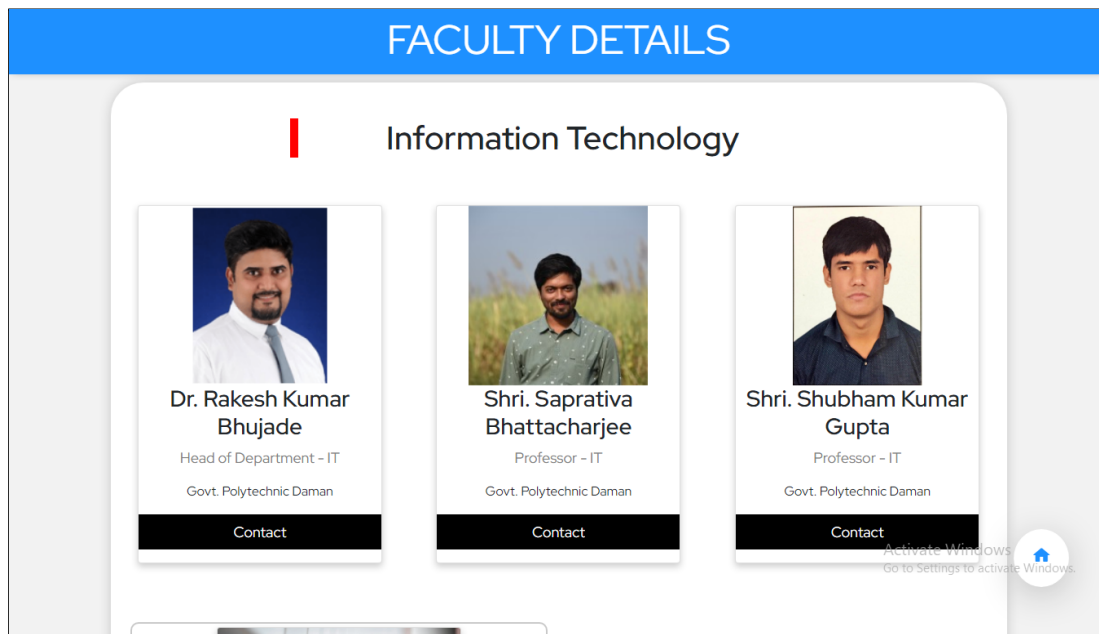 FACULTY DETAILS
Information Technology
Dr. Rakesh Kumar
Bhujade
Head of Department - IT
Govt. Polytechnic Daman
Contact
Shri. Saprativa
Bhattacharjee
Professor - IT
Govt. Polytechnic Daman
Contact
Shri. Shubham Kumar
Gupta
Professor - IT
Govt. Polytechnic Daman
Contact
Activate Windows
Go to Settings to activate Windows.